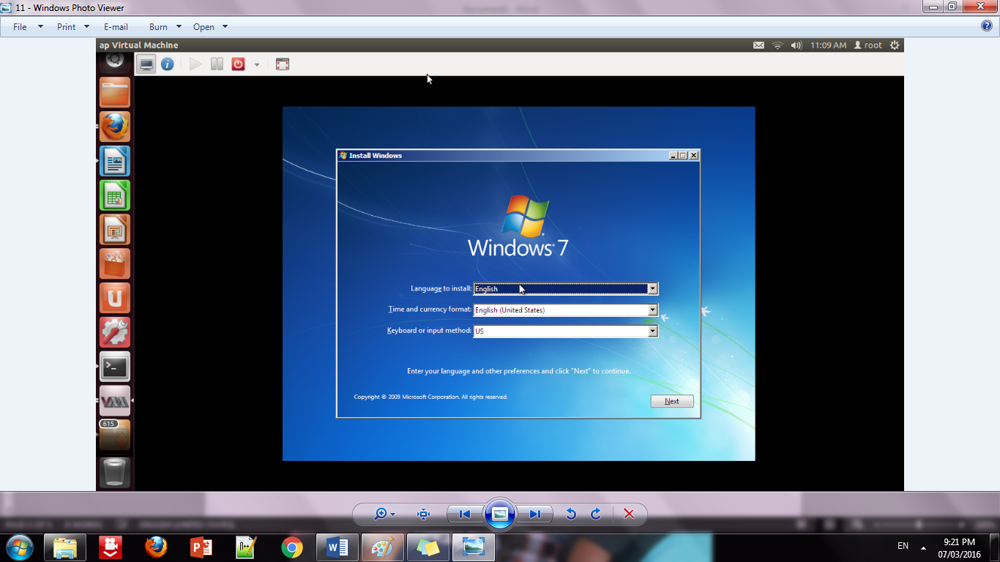 11 - Windows Photo Viewer
File Print E-mail Burn Open
ap Virtual Machine
11:09 AM root
Install Windows
Windows 7
Language to install: English
Time and currency format: English (United States)
Keyboard or input method: US
Enter your language and other preferences and click "Next" to continue.
Copyright © 2009 Microsoft Corporation. All rights reserved.
Next
615
EN
9:21 PM
07/03/2016